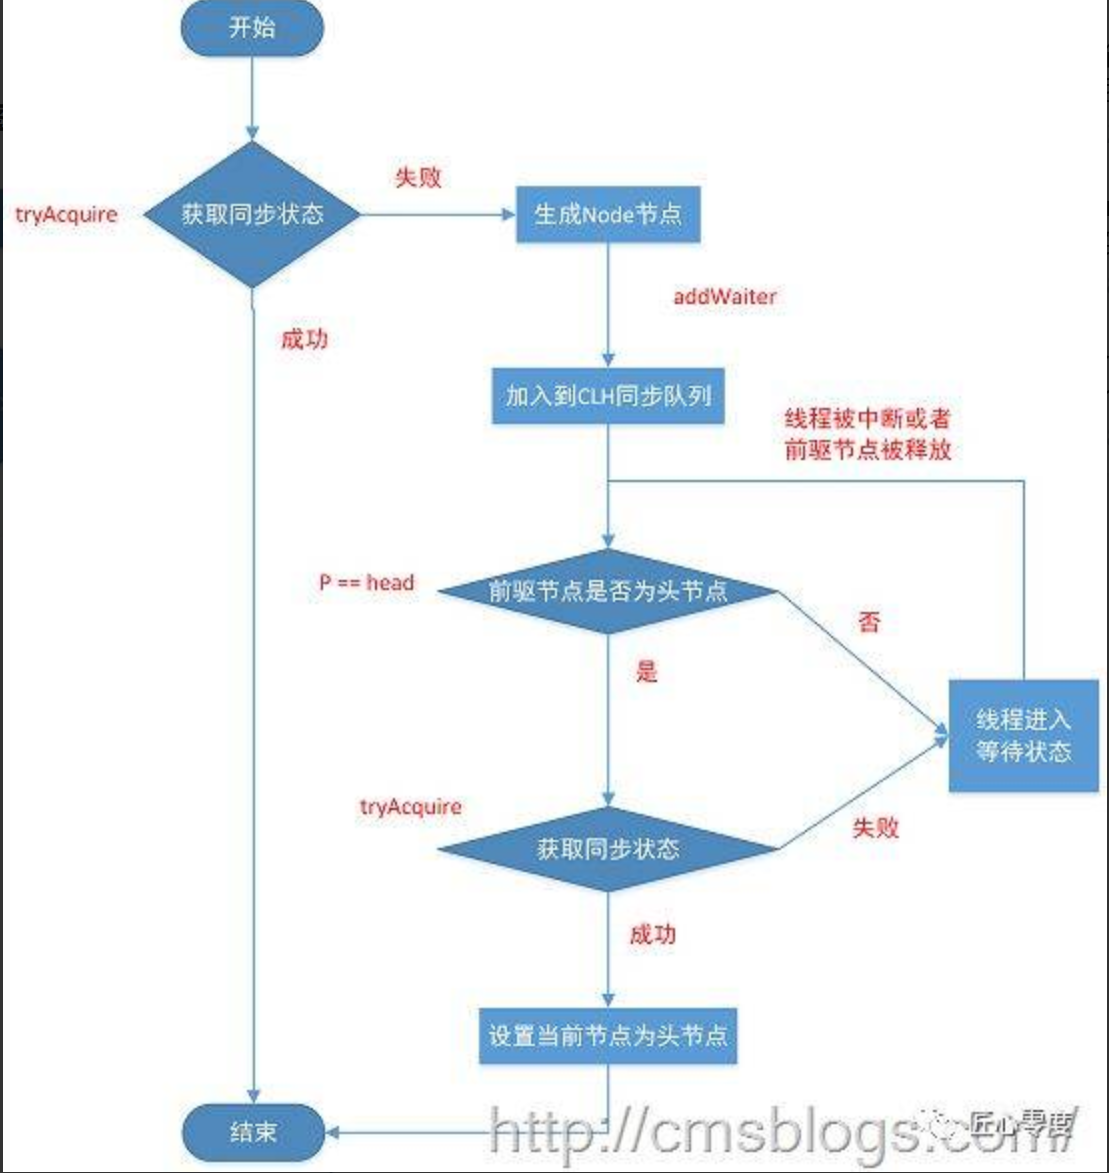 开始
tryAcquire
获取同步状态
失败
生成Node节点
addWaiter
成功
加入到CLH同步队列
线程被中断或者
前驱节点被释放
P == head
前驱节点是否为头节点
否
是
线程进入
等待状态
tryAcquire
获取同步状态
失败
成功
设置当前节点为头节点
结束
http://cmsblogs.com/
匠心零度